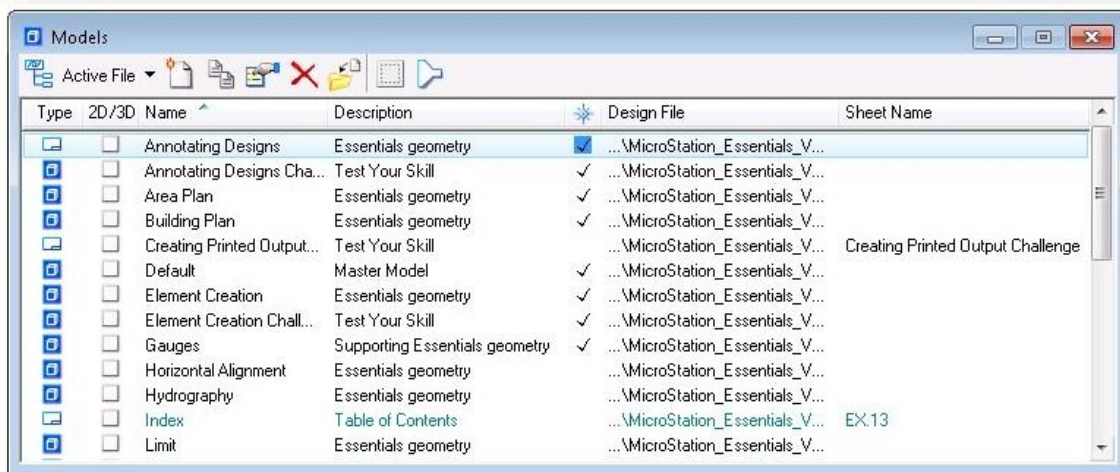 Models
Active File
Type 2D/3D Name Description Design File Sheet Name
Annotating Designs Essentials geometry ...\MicroStation_Essentials_V...
Annotating Designs Cha... Test Your Skill ...\MicroStation_Essentials_V...
Area Plan Essentials geometry ...\MicroStation_Essentials_V...
Building Plan Essentials geometry ...\MicroStation_Essentials_V...
Creating Printed Output... Test Your Skill ...\MicroStation_Essentials_V... Creating Printed Output Challenge
Default Master Model ...\MicroStation_Essentials_V...
Element Creation Essentials geometry ...\MicroStation_Essentials_V...
Element Creation Chall... Test Your Skill ...\MicroStation_Essentials_V...
Gauges Supporting Essentials geometry ...\MicroStation_Essentials_V...
Horizontal Alignment Essentials geometry ...\MicroStation_Essentials_V...
Hydrography Essentials geometry ...\MicroStation_Essentials_V...
Index Table of Contents ...\MicroStation_Essentials_V... EX.13
Limit Essentials geometry ...\MicroStation_Essentials_V...